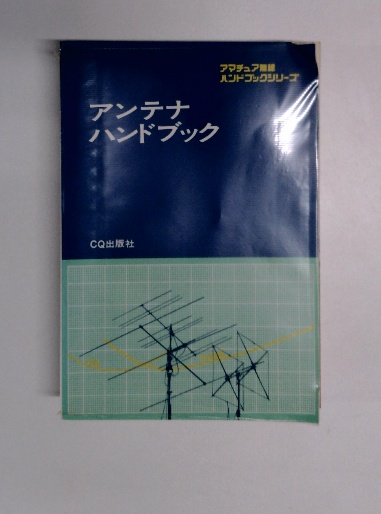 アマチュア無線
ハンドブックシリーズ
アンテナ
ハンドブック
CQ出版社